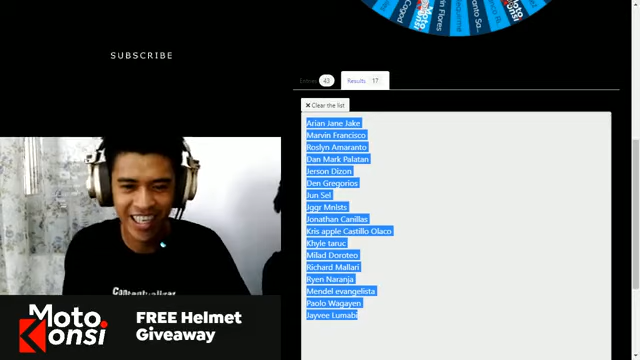 SUBSCRIBE
Entries 43
Results 17
✕ Clear the list
Arian Jane Jake
Marvin Francisco
Roslyn Amaranto
Dan Mark Palatan
Jerson Dizon
Den Gregorios
Jun Sel
Jggr Mnlsts
Jonathan Canillas
Kris apple Castillo Olaco
Khyle taruc
Milad Doroteo
Richard Mallari
Ryen Naranja
Mendel evangelista
Paolo Wagayen
Jayvee Lumabi
Moto
Konsi
FREE Helmet
Giveaway